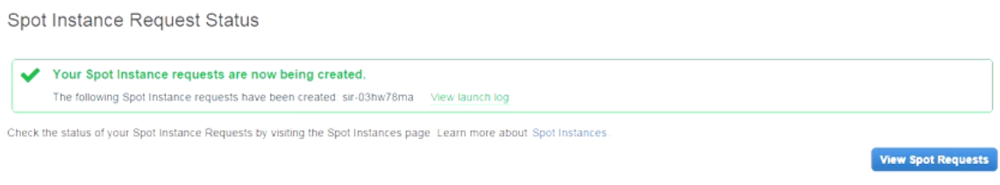 Spot Instance Request Status
Your Spot Instance requests are now being created.
The following Spot Instance requests have been created: sir-03hw78ma View launch log
Check the status of your Spot Instance Requests by visiting the Spot Instances page. Learn more about Spot Instances.
View Spot Requests